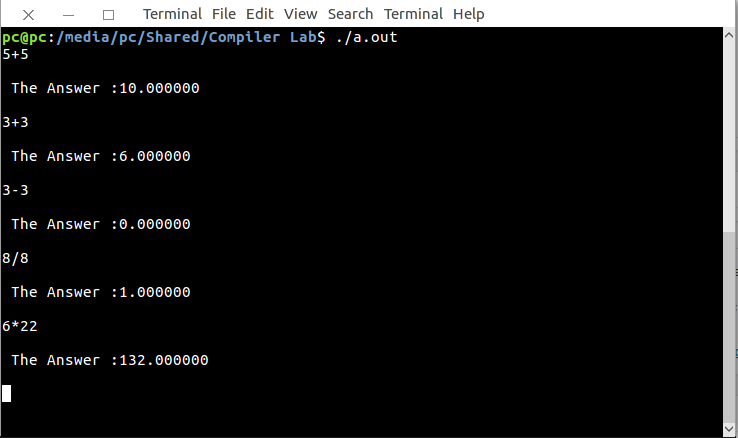 Terminal File Edit View Search Terminal Help
pc@pc:/media/pc/Shared/Compiler Lab$ ./a.out
5+5
The Answer :10.000000
3+3
The Answer :6.000000
3-3
The Answer :0.000000
8/8
The Answer :1.000000
6*22
The Answer :132.000000